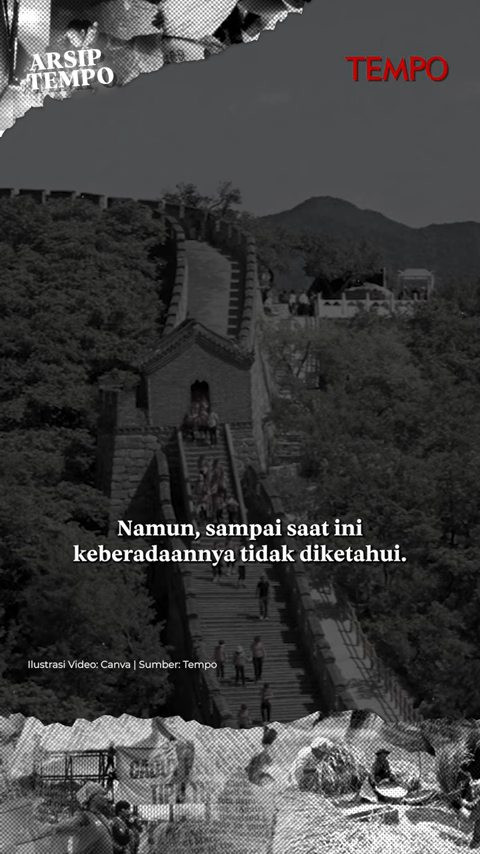 ARSIP
TEMPO
TEMPO
Namun, sampai saat ini
keberadaannya tidak diketahui.
Ilustrasi Video: Canva | Sumber: Tempo